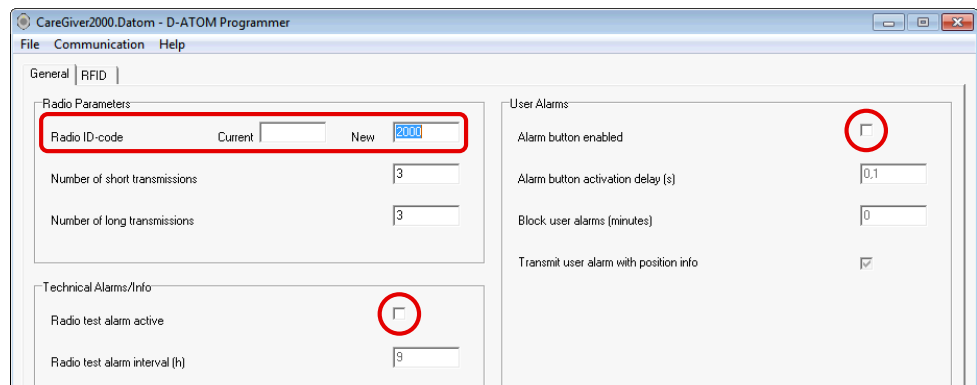 CareGiver2000.Datom - D-ATOM Programmer
File Communication Help
General RFID
Radio Parameters
Radio ID-code Current New 2000
Number of short transmissions 3
Number of long transmissions 3
Technical Alarms/Info
Radio test alarm active
Radio test alarm interval (h) 9
User Alarms
Alarm button enabled
Alarm button activation delay (s) 0,1
Block user alarms (minutes) 0
Transmit user alarm with position info